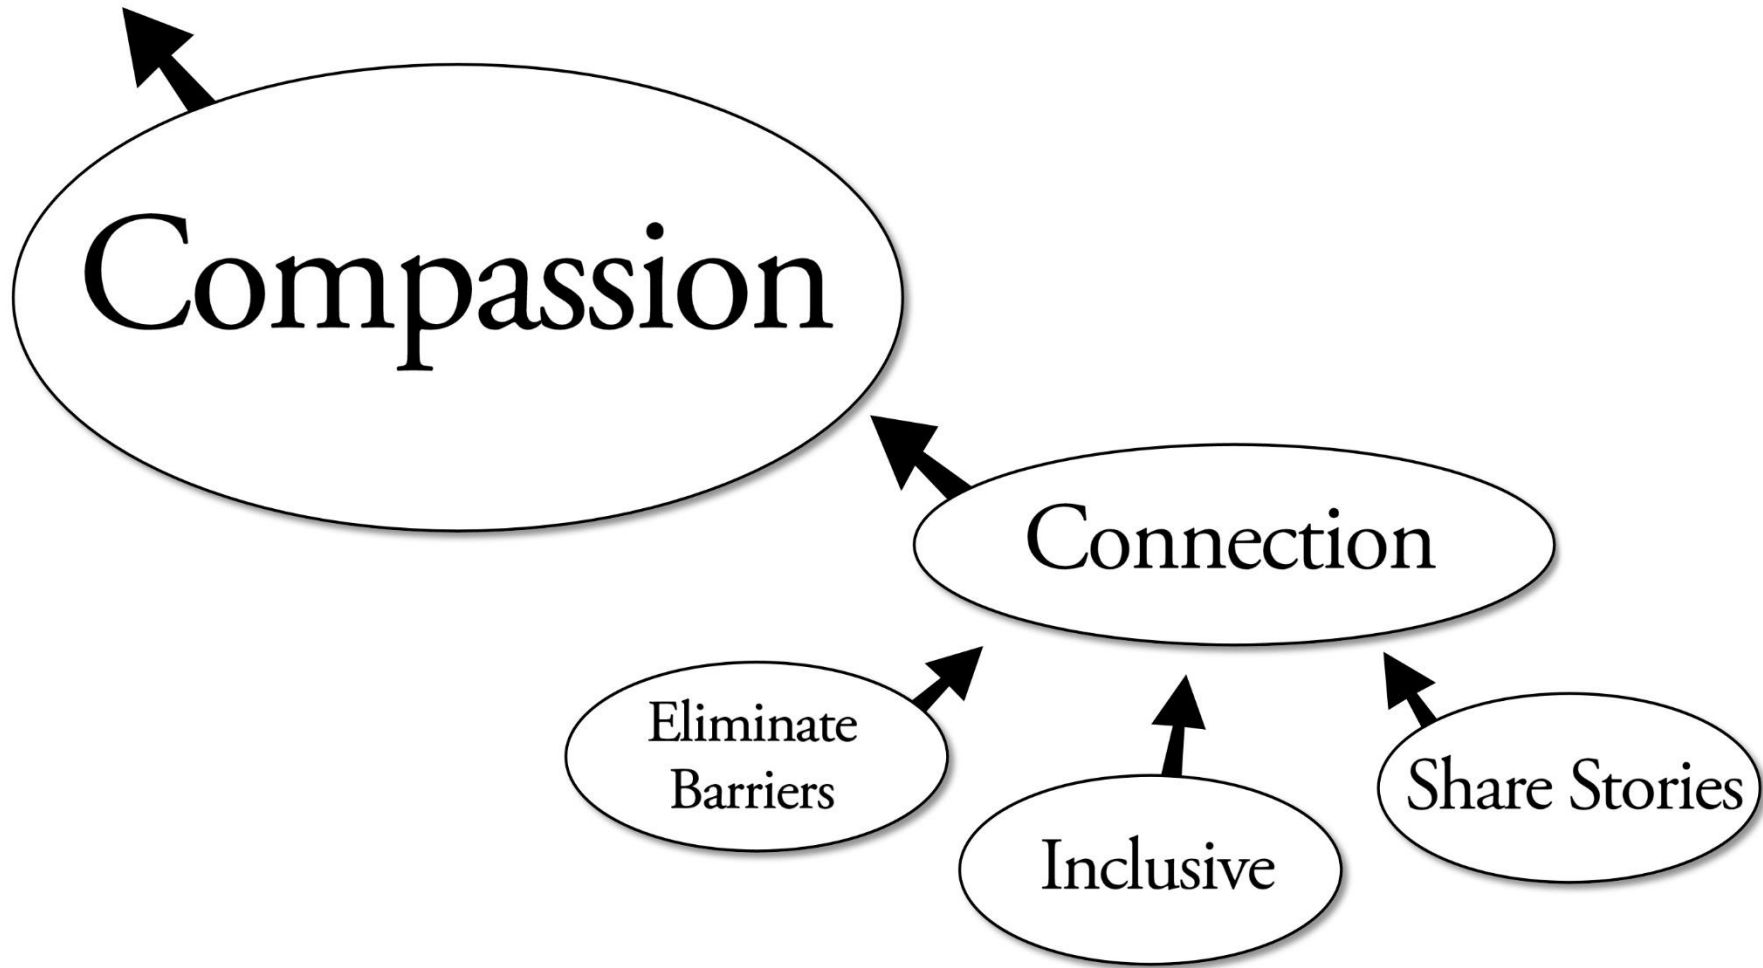 Compassion
Connection
Eliminate
Barriers
Inclusive
Share Stories